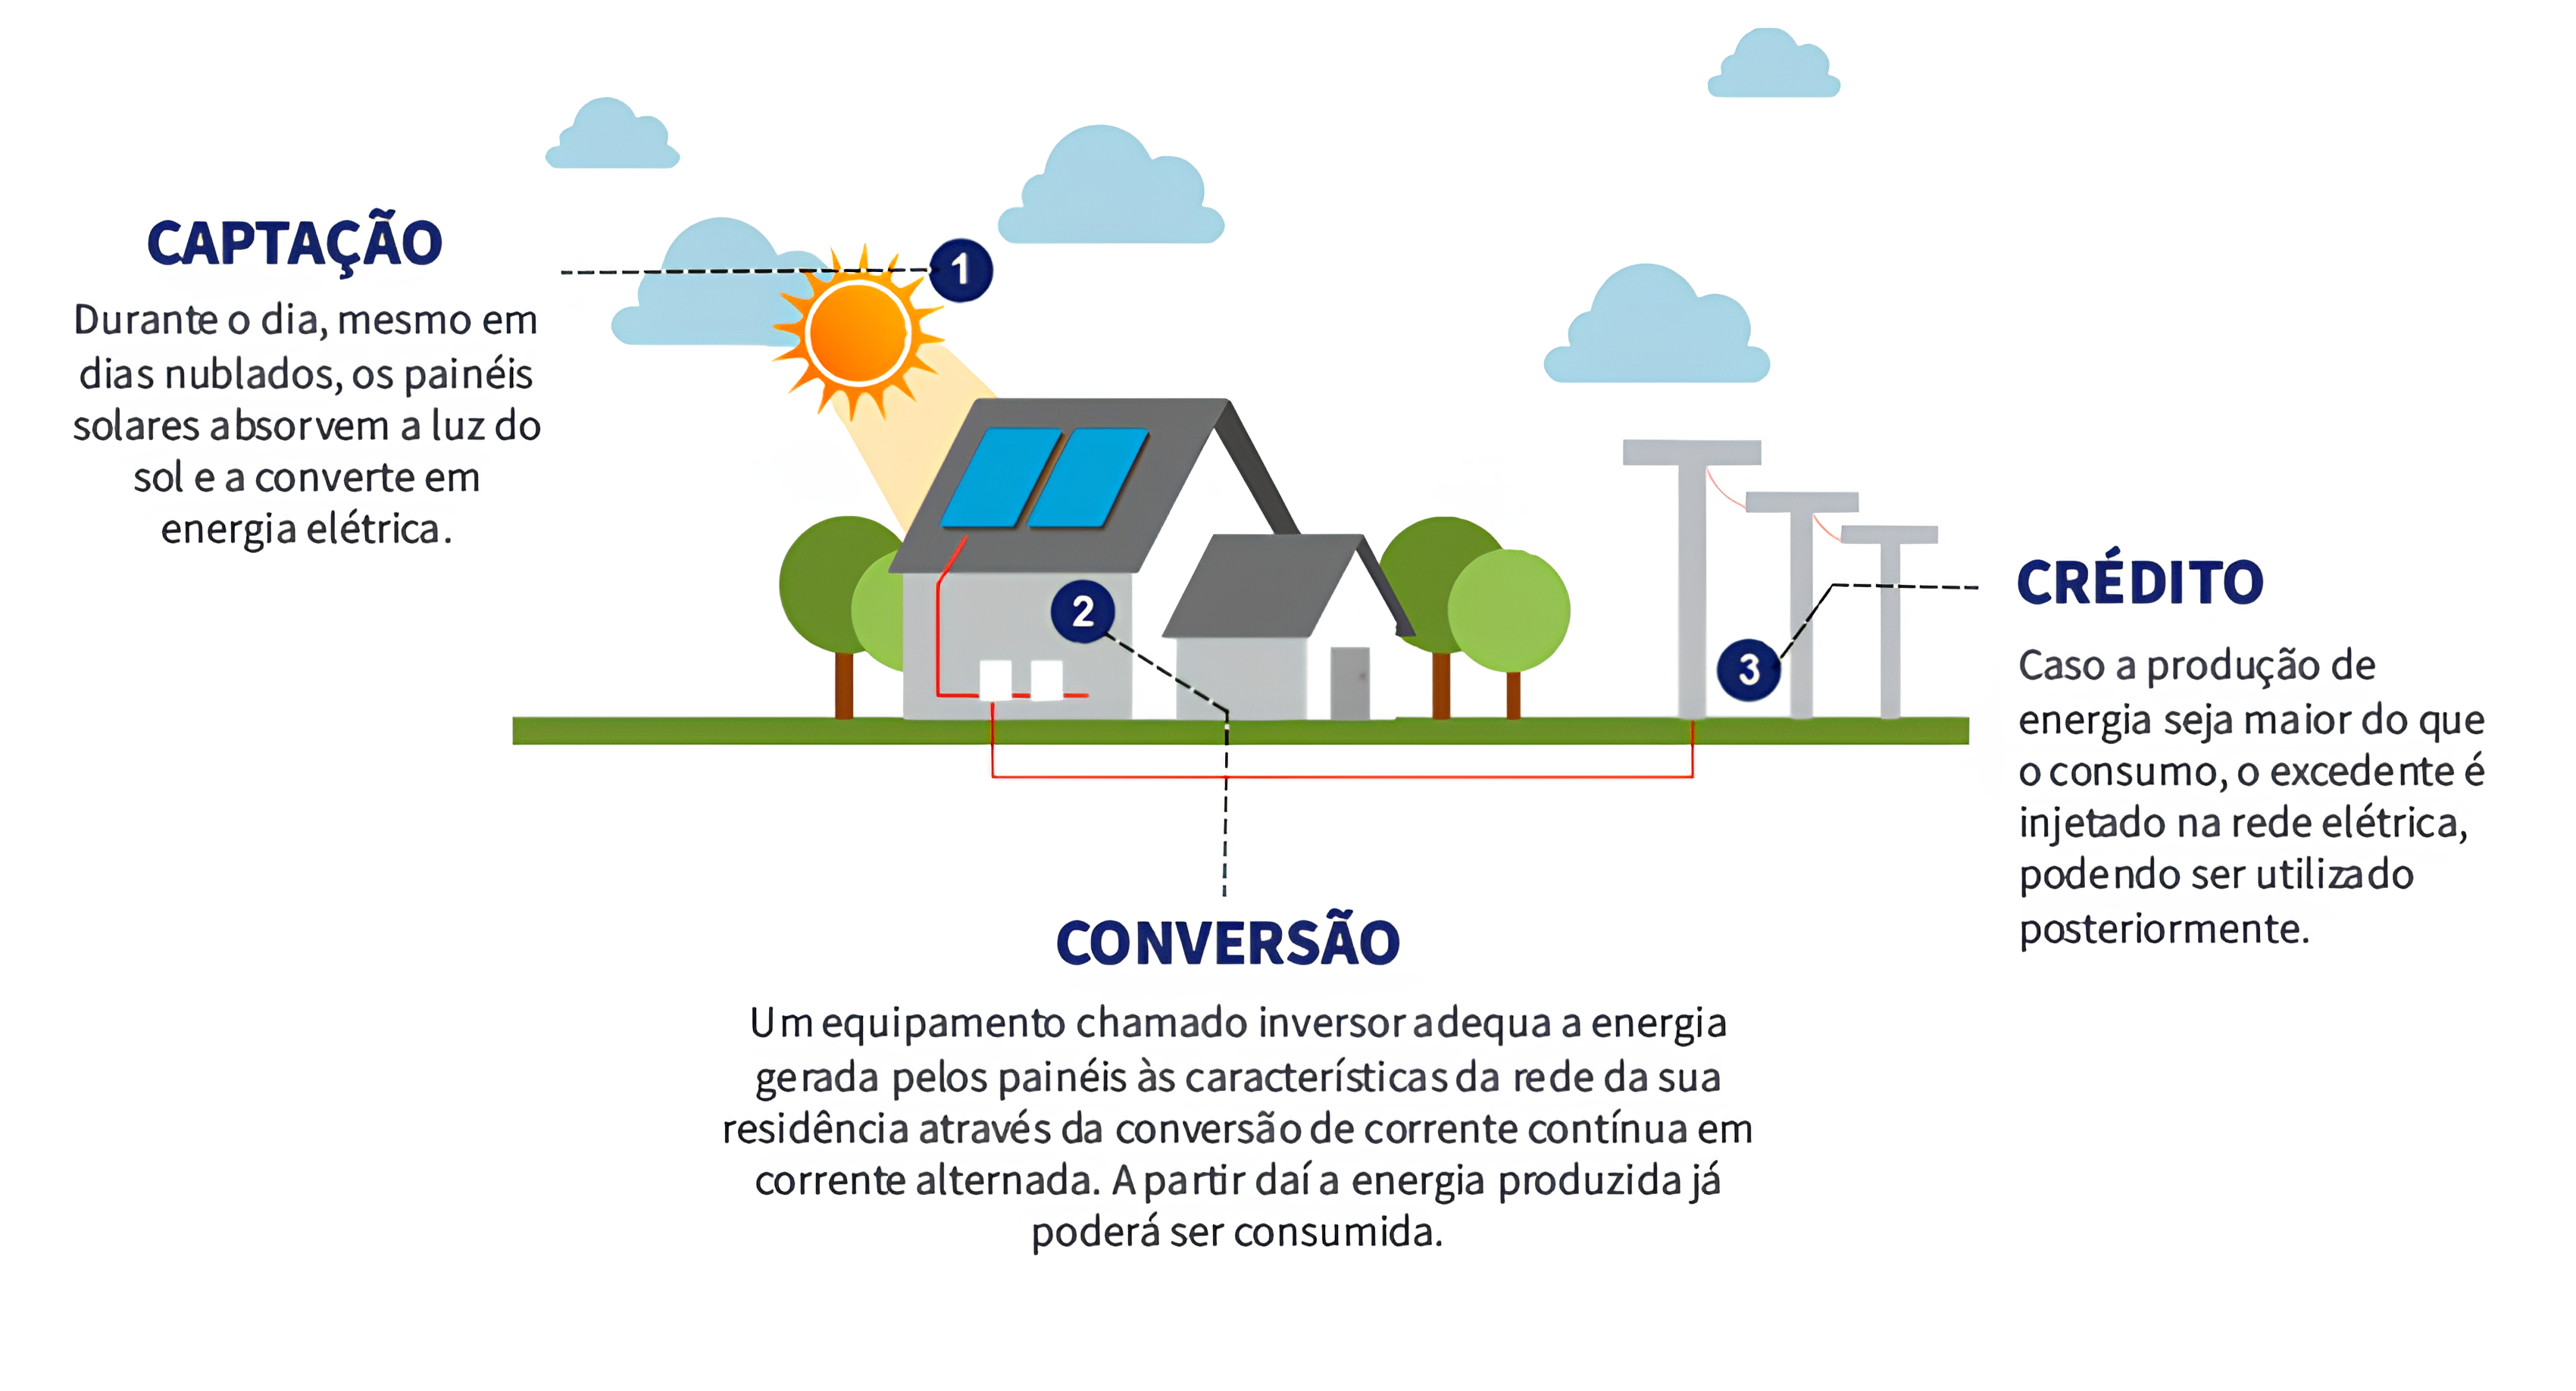 CAPTAÇÃO
Durante o dia, mesmo em
dias nublados, os painéis
solares absorvem a luz do
sol e a converte em
energia elétrica.
1
2
3
CRÉDITO
Caso a produção de
energia seja maior do que
o consumo, o excedente é
injetado na rede elétrica,
podendo ser utilizado
posteriormente.
CONVERSÃO
Um equipamento chamado inversor adequa a energia
gerada pelos painéis às características da rede da sua
residência através da conversão de corrente contínua em
corrente alternada. A partir daí a energia produzida já
poderá ser consumida.